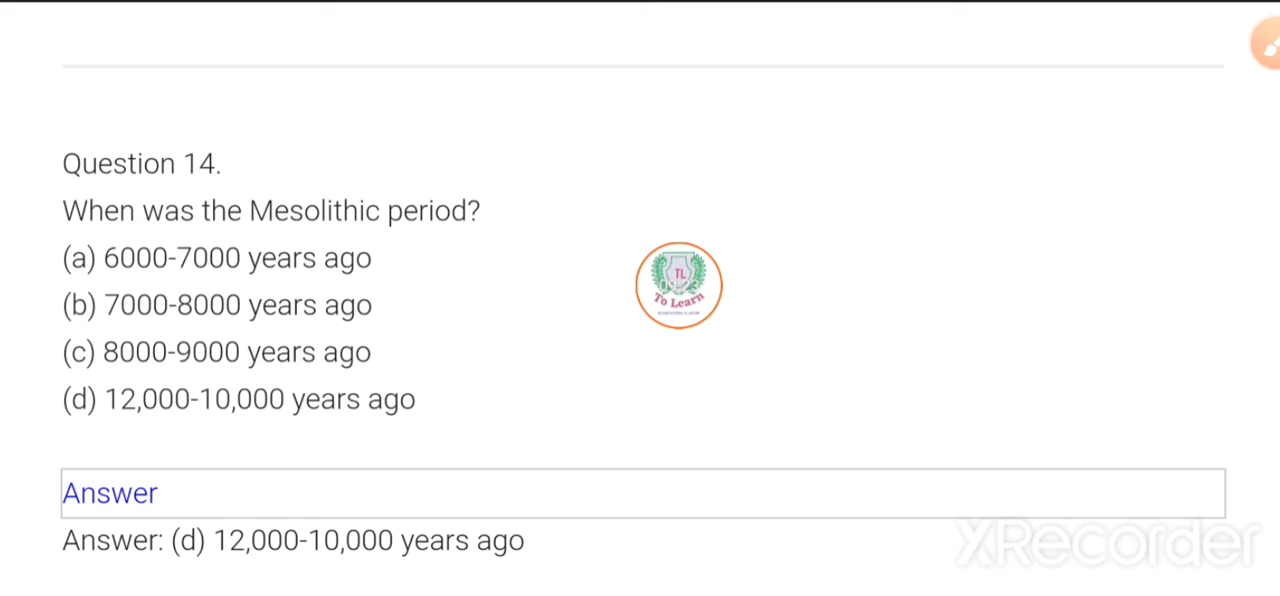 Question 14.
When was the Mesolithic period?
(a) 6000-7000 years ago
(b) 7000-8000 years ago
TL
To Learn
(c) 8000-9000 years ago
(d) 12,000-10,000 years ago
Answer
Answer: (d) 12,000-10,000 years ago
XRecorder